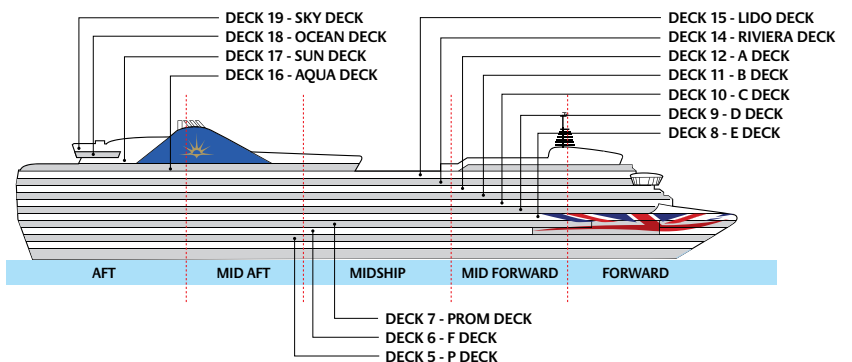 DECK 19 - SKY DECK
DECK 18 - OCEAN DECK
DECK 17 - SUN DECK
DECK 16 - AQUA DECK
DECK 15 - LIDO DECK
DECK 14 - RIVIERA DECK
DECK 12 - A DECK
DECK 11 - B DECK
DECK 10 - C DECK
DECK 9 - D DECK
DECK 8 - E DECK
AFT
MID AFT
MIDSHIP
MID FORWARD
FORWARD
DECK 7 - PROM DECK
DECK 6 - F DECK
DECK 5 - P DECK